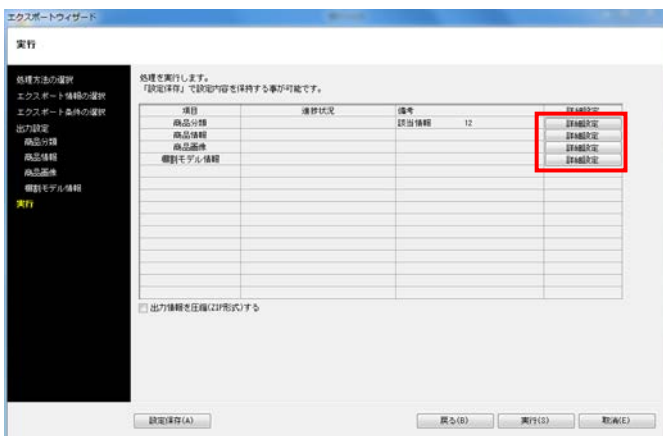 エクスポートウィザード
実行
処理方法の選択
エクスポート情報の選択
エクスポート条件の選択
出力設定
商品分類
商品情報
商品画像
棚割モデル情報
実行
処理を実行します。
「設定保存」で設定内容を保持する事が可能です。
項目 進捗状況 備考 詳細設定
商品分類 該当情報 12 詳細設定
商品情報 詳細設定
商品画像 詳細設定
棚割モデル情報 詳細設定
出力情報を圧縮(ZIP形式)する
設定保存(A) 戻る(B) 実行(S) 取消(E)